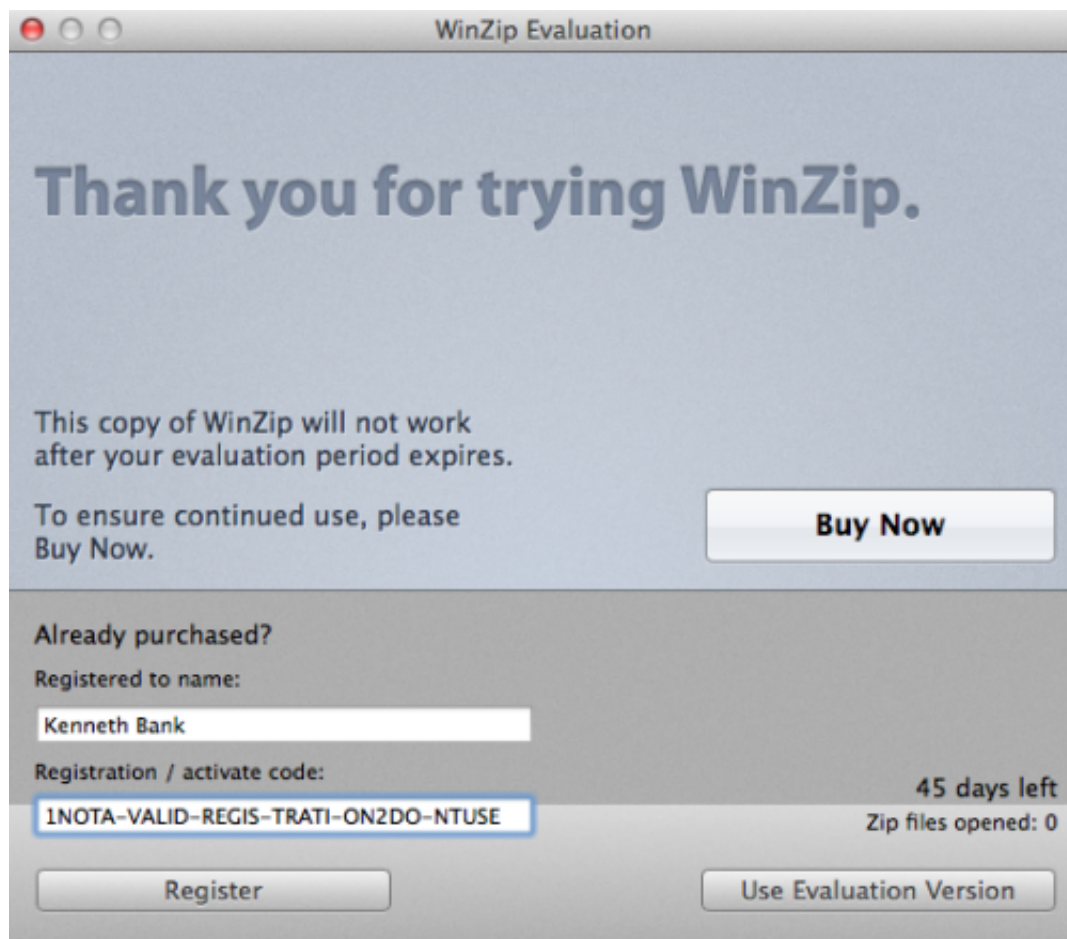 WinZip Evaluation
Thank you for trying WinZip.
This copy of WinZip will not work
after your evaluation period expires.
To ensure continued use, please
Buy Now.
Buy Now
Already purchased?
Registered to name:
Kenneth Bank
Registration / activate code:
1NOTA-VALID-REGIS-TRATI-ON2DO-NTUSE
45 days left
Zip files opened: 0
Register
Use Evaluation Version